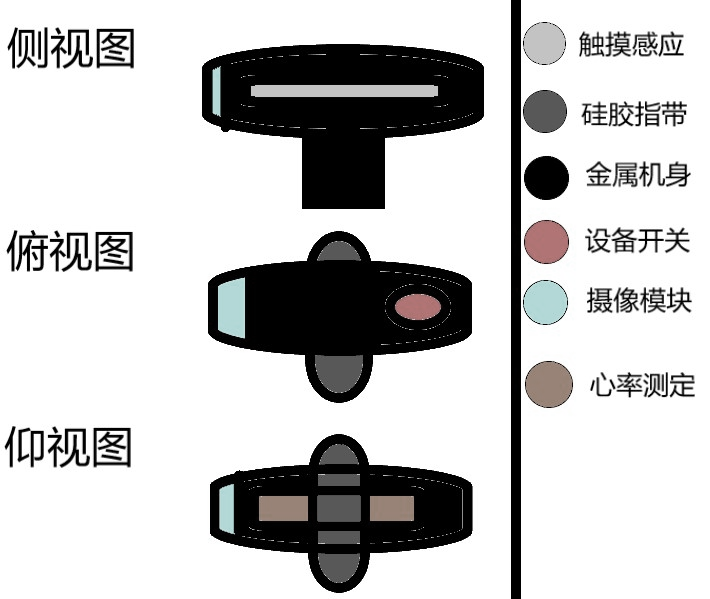 侧视图
俯视图
仰视图
触摸感应
硅胶指带
金属机身
设备开关
摄像模块
心率测定